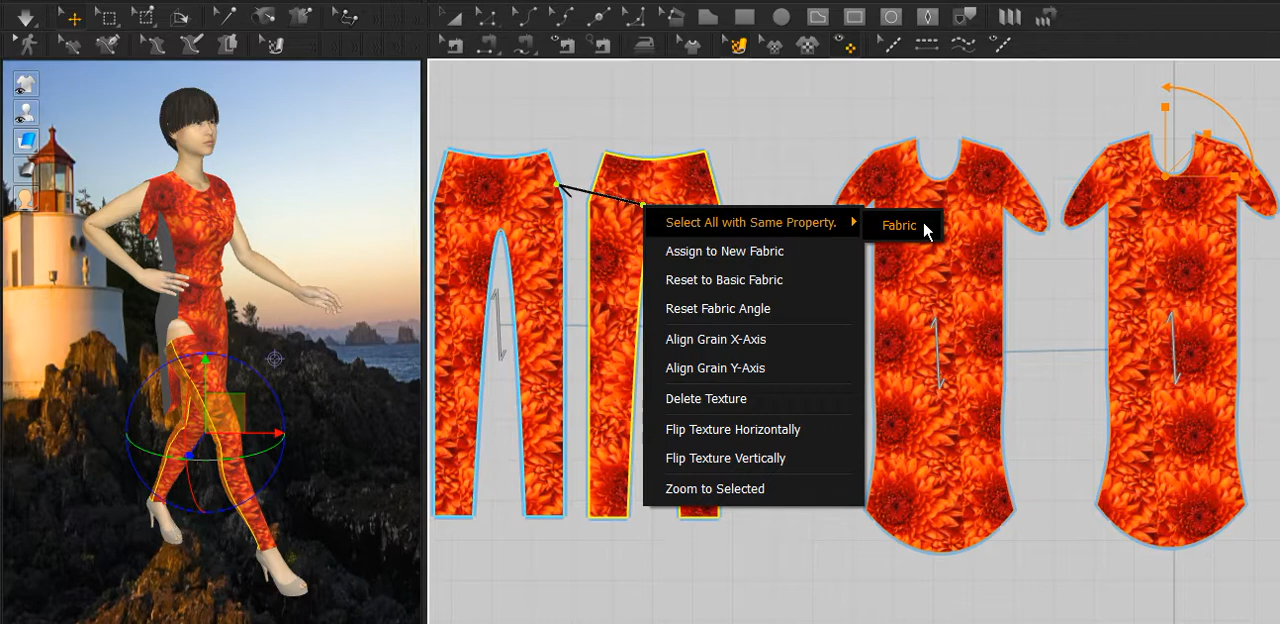 Select All with Same Property.
Fabric
Assign to New Fabric
Reset to Basic Fabric
Reset Fabric Angle
Align Grain X-Axis
Align Grain Y-Axis
Delete Texture
Flip Texture Horizontally
Flip Texture Vertically
Zoom to Selected